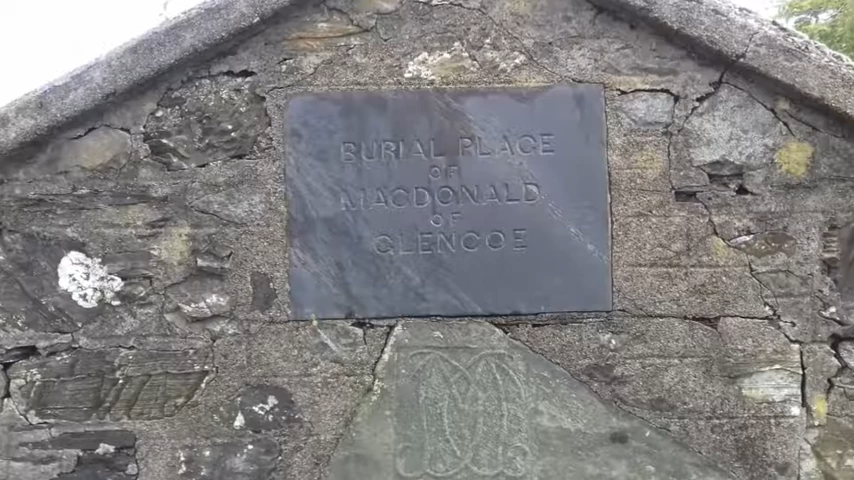 BURIAL PLACE
OF
MACDONALD
OF
GLENCOE